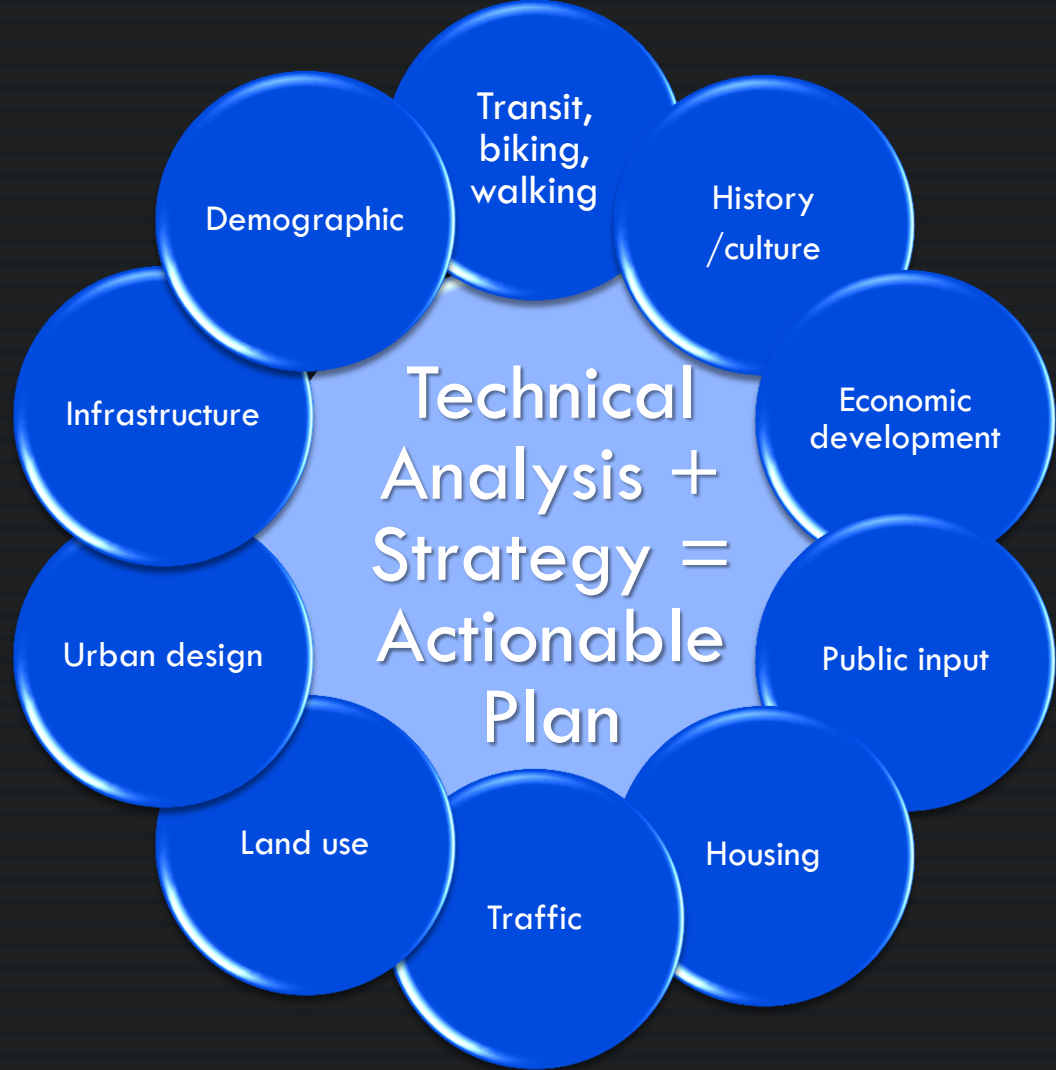 Transit,
biking,
walking
History
/culture
Economic
development
Public input
Housing
Traffic
Land use
Urban design
Infrastructure
Demographic
Technical
Analysis +
Strategy =
Actionable
Plan